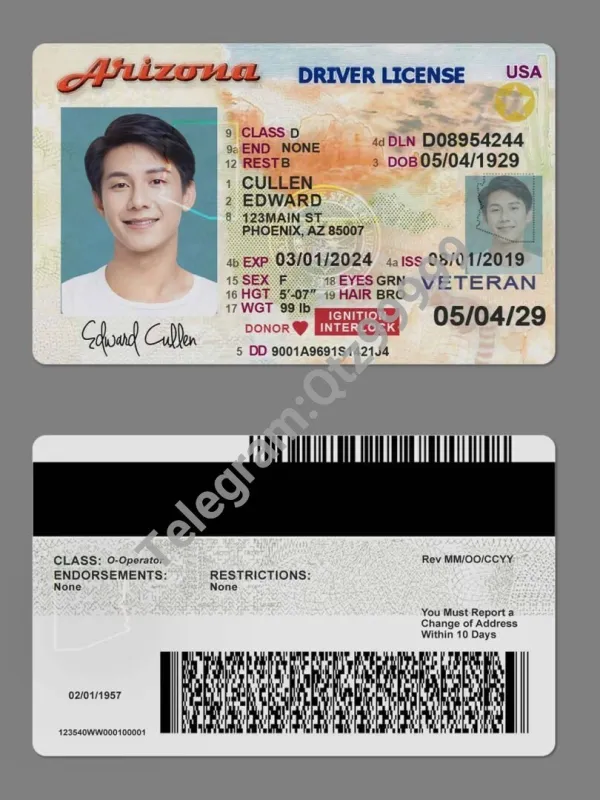 Arizona DRIVER LICENSE USA
9 CLASS D 4d DLN D08954244
9a END NONE
12 REST B 3 DOB 05/04/1929
1 CULLEN
2 EDWARD
8 123MAIN ST
PHOENIX, AZ 85007
4b EXP 03/01/2024 4a ISS 08/01/2019
15 SEX F 18 EYES GRN VETERAN
16 HGT 5'-07" 19 HAIR BRO
17 WGT 99 lb 05/04/29
DONOR IGNITION
INTERLOCK
Edward Cullen
5 DD 9001A9691S1421J4
Telegram:Qtz99999
CLASS: O-Operator Rev MM/OO/CCYY
ENDORSEMENTS: RESTRICTIONS:
None None
You Must Report a
Change of Address
Within 10 Days
02/01/1957
123540WW000100001